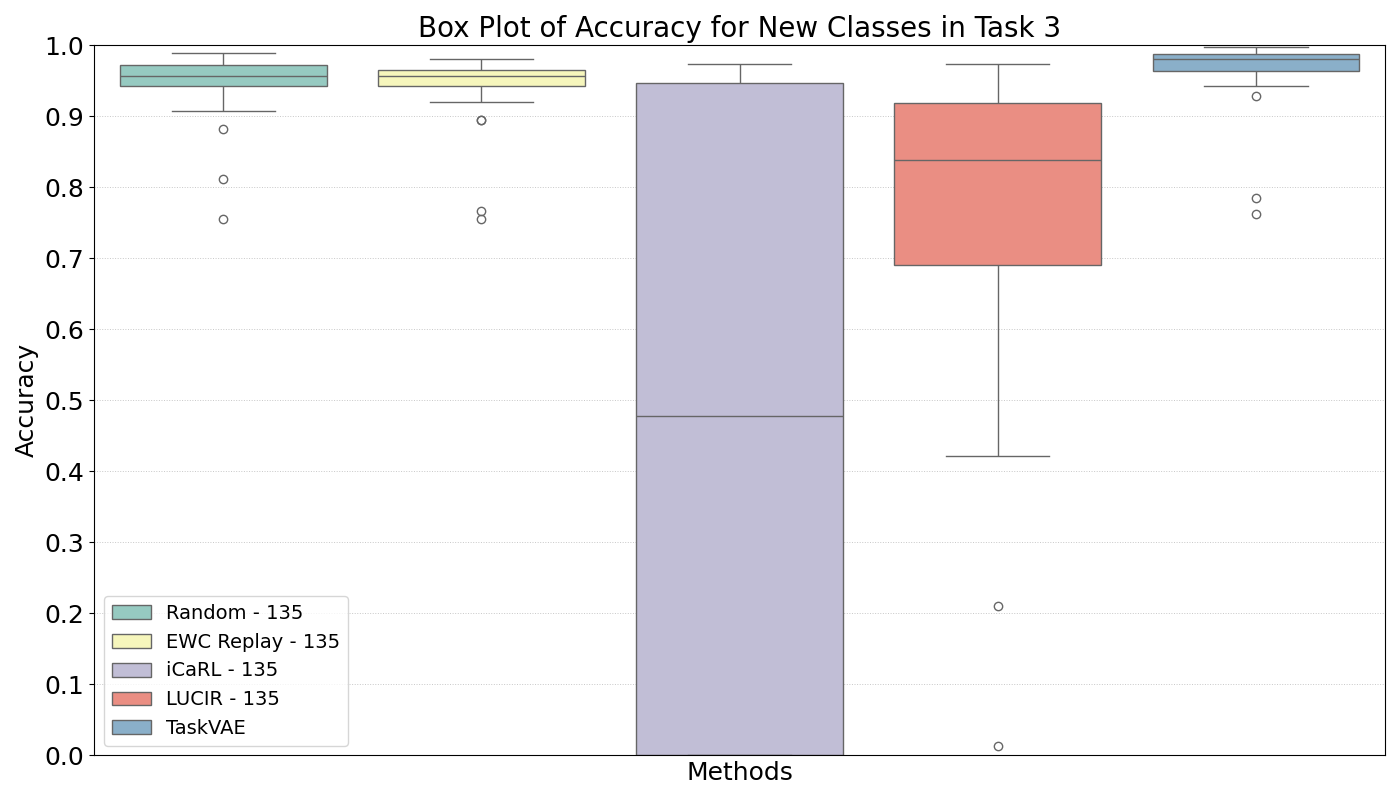 Box Plot of Accuracy for New Classes in Task 3
1.0
0.9
0.8
0.7
0.6
0.5
0.4
0.3
0.2
0.1
0.0
Accuracy
Random - 135
EWC Replay - 135
iCaRL - 135
LUCIR - 135
TaskVAE
Methods